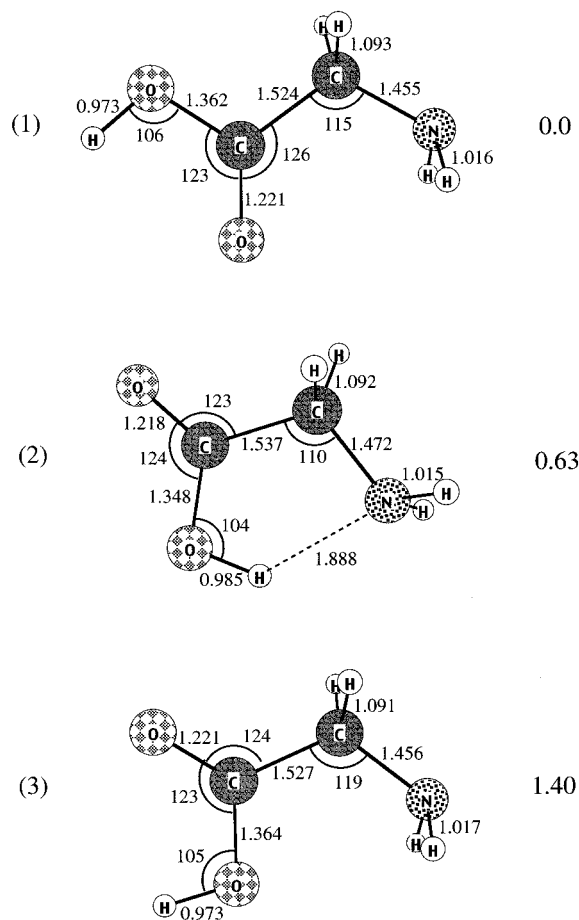 H H
C 1.093
O
0.973 1.362 1.524 1.455
(1) 115 N 0.0
H 106 C 126 1.016
123 H H
1.221
O
H H
O C 1.092
123
1.218 C 1.537 1.472
(2) 124 110 1.015 0.63
1.348 N H
H
104
O 1.888
0.985 H
H H
O C 1.091
1.221 124
1.527 1.456
(3) C 119 1.40
123 N 1.017
1.364
105 H H
H O
0.973